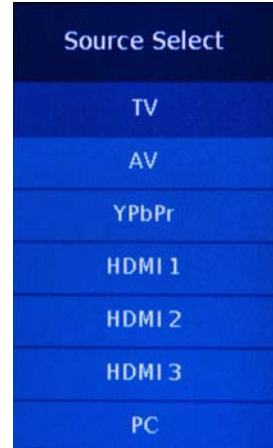 Source Select
TV
AV
YPbPr
HDMI 1
HDMI 2
HDMI 3
PC